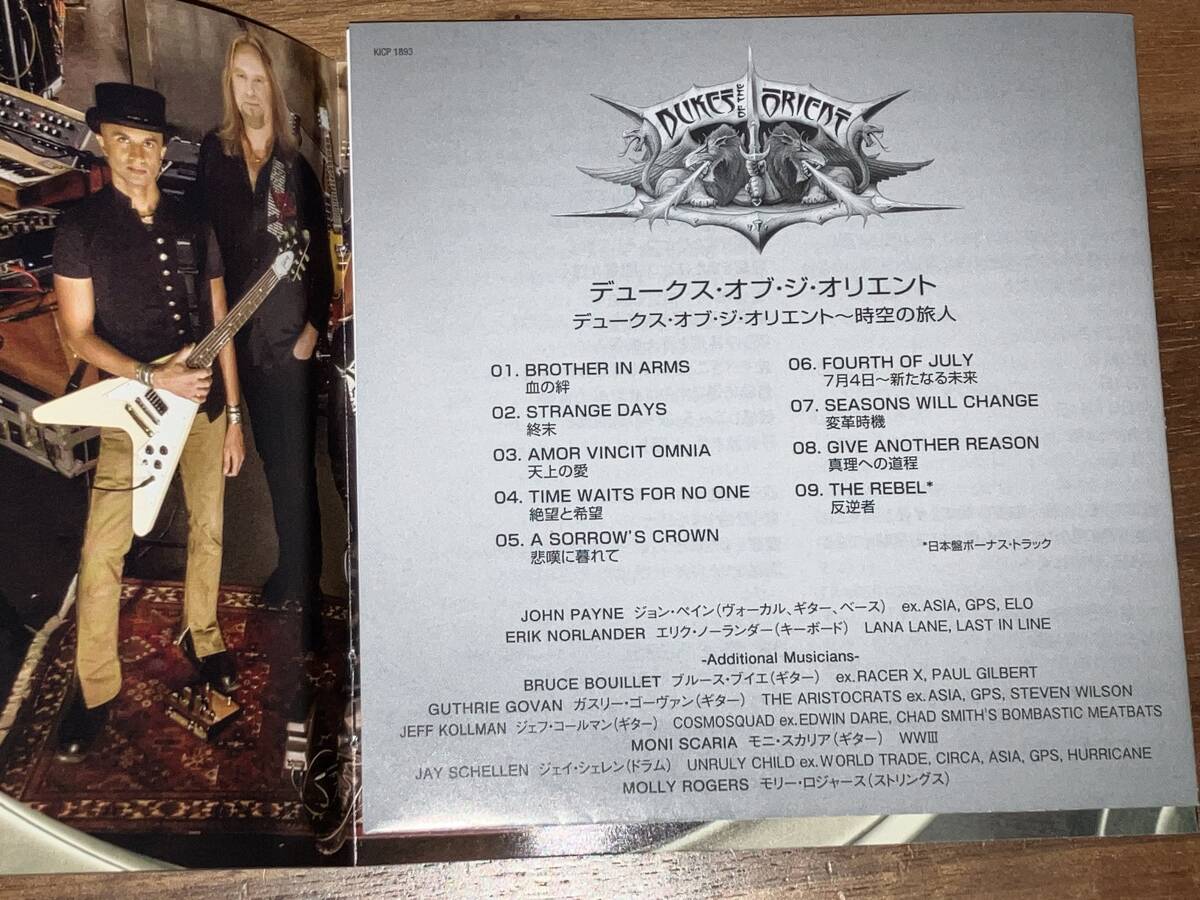 KICP 1893
DUKES OF THE ORIENT
デュークス・オブ・ジ・オリエント
デュークス・オブ・ジ・オリエント〜時空の旅人
01. BROTHER IN ARMS
血の絆
02. STRANGE DAYS
終末
03. AMOR VINCIT OMNIA
天上の愛
04. TIME WAITS FOR NO ONE
絶望と希望
05. A SORROW'S CROWN
悲嘆に暮れて
06. FOURTH OF JULY
7月4日〜新たなる未来
07. SEASONS WILL CHANGE
変革時機
08. GIVE ANOTHER REASON
真理への道程
09. THE REBEL*
反逆者
*日本盤ボーナス・トラック
JOHN PAYNE ジョン・ペイン(ヴォーカル、ギター、ベース) ex.ASIA, GPS, ELO
ERIK NORLANDER エリク・ノーランダー(キーボード) LANA LANE, LAST IN LINE
-Additional Musicians-
BRUCE BOUILLET ブルース・ブイエ(ギター) ex.RACER X, PAUL GILBERT
GUTHRIE GOVAN ガスリー・ゴーヴァン(ギター) THE ARISTOCRATS ex.ASIA, GPS, STEVEN WILSON
JEFF KOLLMAN ジェフ・コールマン(ギター) COSMOSQUAD ex.EDWIN DARE, CHAD SMITH'S BOMBASTIC MEATBATS
MONI SCARIA モニ・スカリア(ギター) WWIII
JAY SCHELLEN ジェイ・シェレン(ドラム) UNRULY CHILD ex.WORLD TRADE, CIRCA, ASIA, GPS, HURRICANE
MOLLY ROGERS モリー・ロジャース(ストリングス)